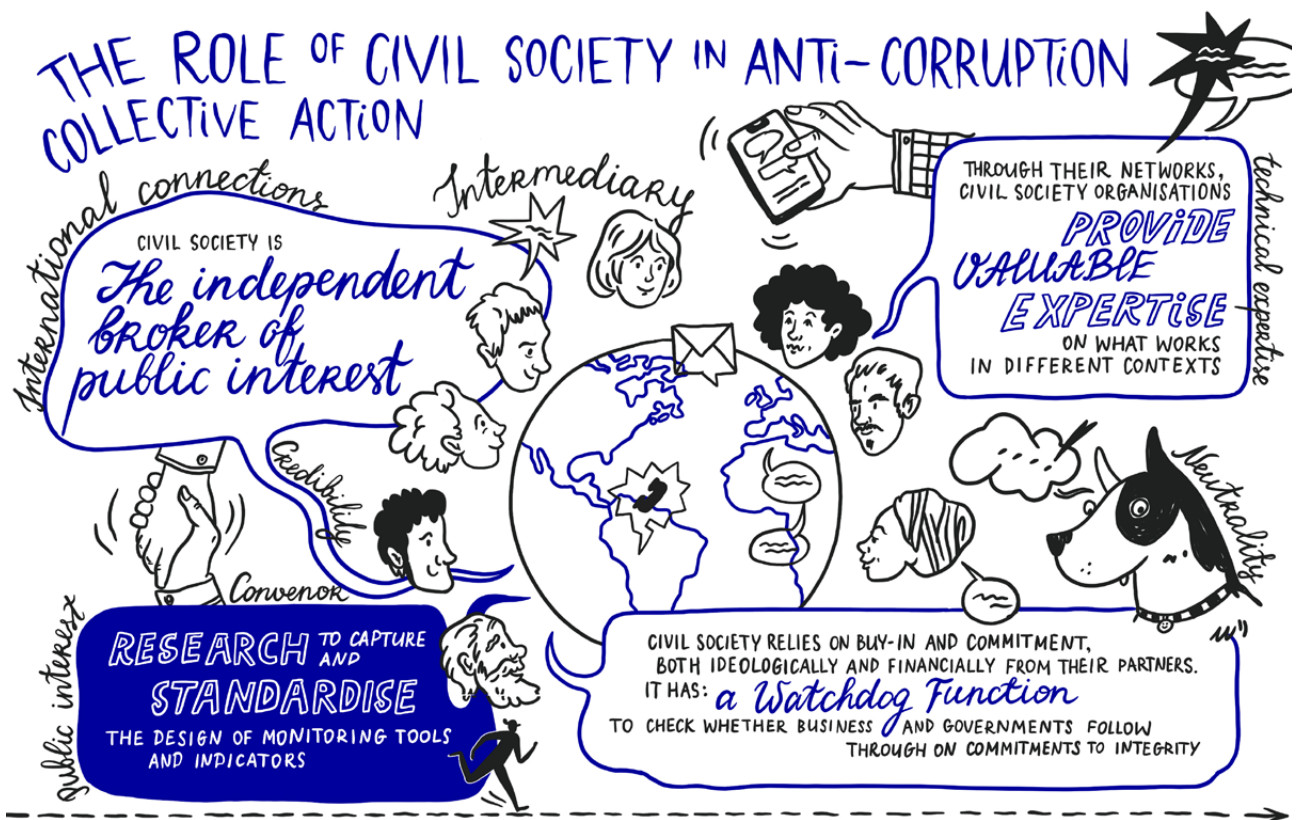 THE ROLE OF CIVIL SOCIETY IN ANTI-CORRUPTION
COLLECTIVE ACTION
International connections
Intermediary
CIVIL SOCIETY IS
The independent
broker of
public interest
THROUGH THEIR NETWORKS,
CIVIL SOCIETY ORGANISATIONS
PROVIDE
VALUABLE
EXPERTISE
ON WHAT WORKS
IN DIFFERENT CONTEXTS
technical expertise
Credibility
Neutrality
Convenor
public interest
RESEARCH TO CAPTURE
AND
STANDARDISE
THE DESIGN OF MONITORING TOOLS
AND INDICATORS
CIVIL SOCIETY RELIES ON BUY-IN AND COMMITMENT,
BOTH IDEOLOGICALLY AND FINANCIALLY FROM THEIR PARTNERS.
IT HAS: a Watchdog Function
TO CHECK WHETHER BUSINESS AND GOVERNMENTS FOLLOW
THROUGH ON COMMITMENTS TO INTEGRITY